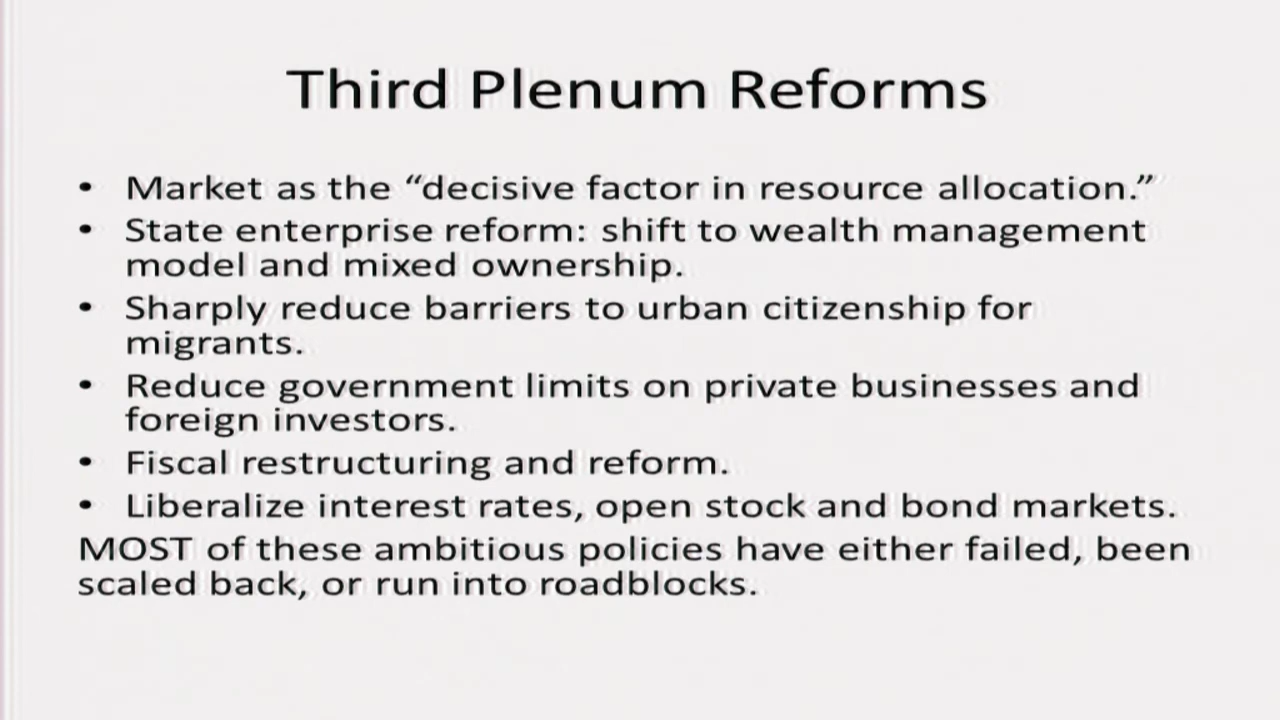 Third Plenum Reforms
• Market as the “decisive factor in resource allocation.”
• State enterprise reform: shift to wealth management
model and mixed ownership.
• Sharply reduce barriers to urban citizenship for
migrants.
• Reduce government limits on private businesses and
foreign investors.
• Fiscal restructuring and reform.
• Liberalize interest rates, open stock and bond markets.
MOST of these ambitious policies have either failed, been
scaled back, or run into roadblocks.